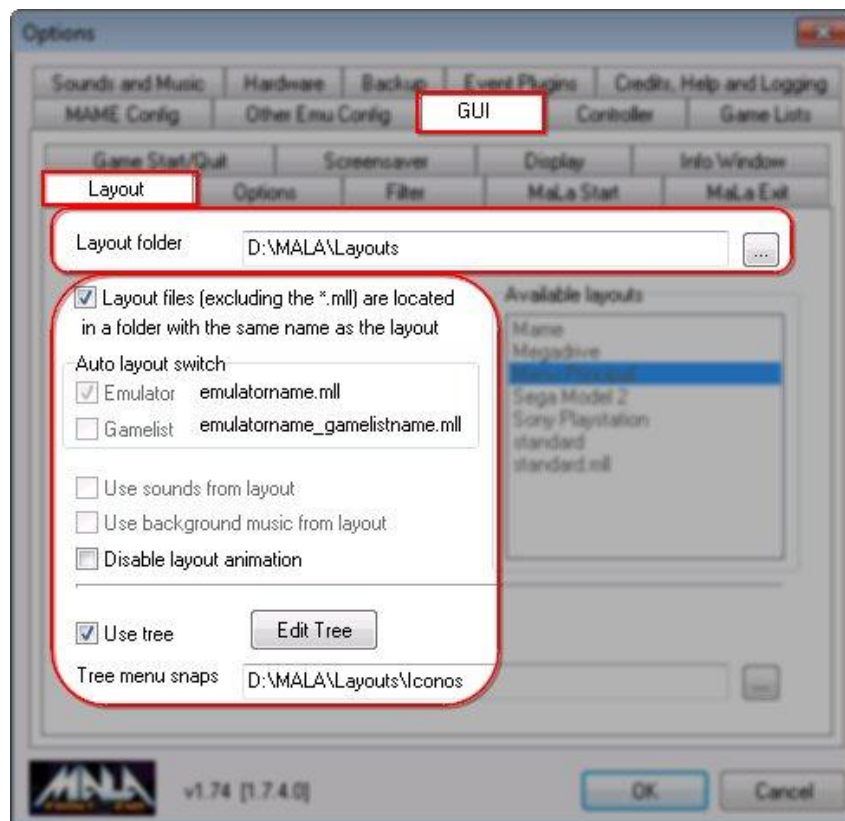 Options
Sounds and Music Hardware Backup Event Plugins Credits, Help and Logging
MAME Config Other Emu Config GUI Controller Game Lists
Game Start/Quit Screensaver Display Info Window
Layout Options Filter MaLa Start MaLa Exit
Layout folder D:\MALA\Layouts ...
Layout files (excluding the *.mll) are located
in a folder with the same name as the layout
Auto layout switch
Emulator emulatorname.mll
Gamelist emulatorname_gamelistname.mll
Use sounds from layout
Use background music from layout
Disable layout animation
Use tree Edit Tree
Tree menu snaps D:\MALA\Layouts\Iconos ...
Available layouts
Mame
Megadrive
Menu Principal
Sega Model 2
Sony Playstation
standard
standard.mll
MALA
v1.74 [1.7.4.0] OK Cancel